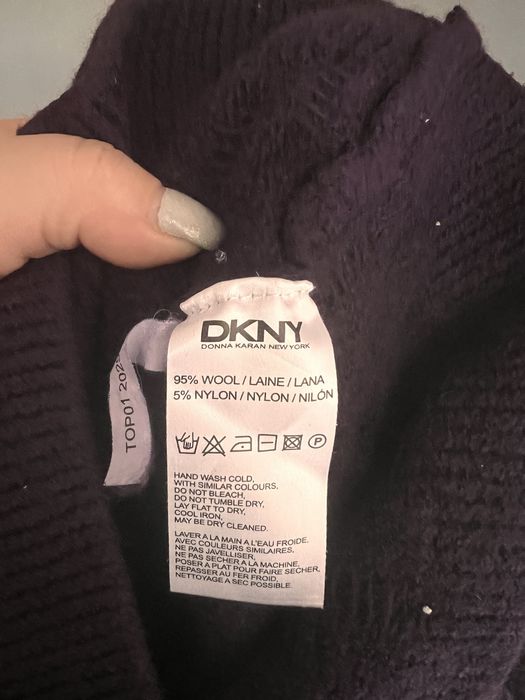 DKNY
DONNA KARAN NEW YORK
95% WOOL / LAINE / LANA
5% NYLON / NYLON / NILÓN
P
HAND WASH COLD,
WITH SIMILAR COLOURS,
DO NOT BLEACH,
DO NOT TUMBLE DRY,
LAY FLAT TO DRY,
COOL IRON,
MAY BE DRY CLEANED.
LAVER A LA MAIN A L'EAU FROIDE.
AVEC COULEURS SIMILAIRES,
NE PAS JAVELLISER,
NE PAS SECHER A LA MACHINE,
POSER A PLAT POUR FAIRE SECHER,
REPASSER AU FER FROID,
NETTOYAGE A SEC POSSIBLE.
TOP01